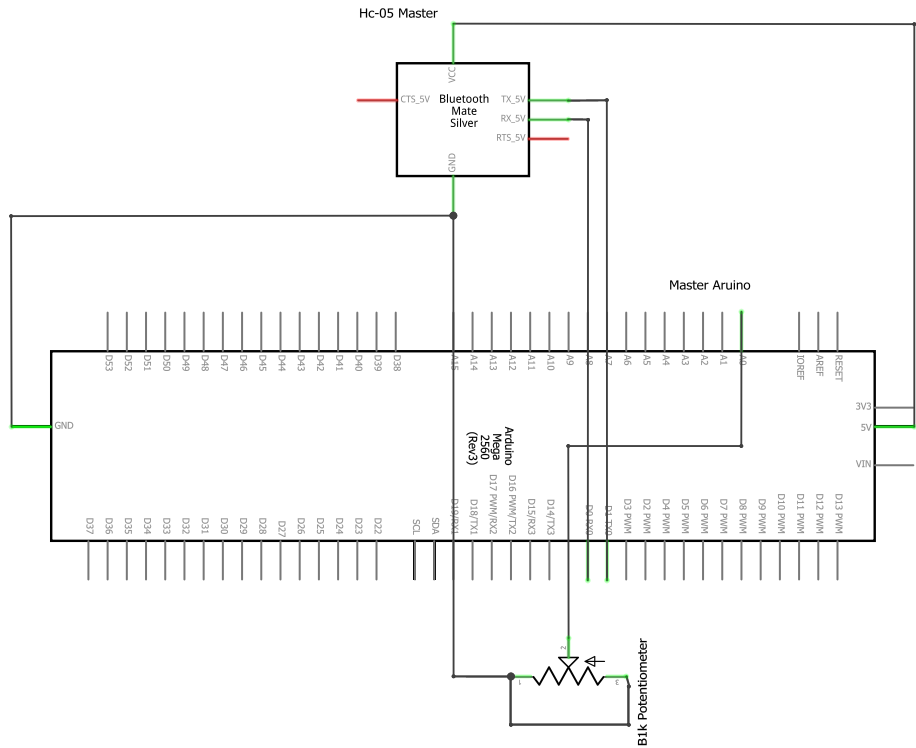 Hc-05 Master
VCC
CTS_5V
Bluetooth
Mate
Silver
TX_5V
RX_5V
RTS_5V
GND
Master Aruino
D53
D52
D51
D50
D49
D48
D47
D46
D45
D44
D43
D42
D41
D40
D39
D38
A15
A14
A13
A12
A11
A10
A9
A8
A7
A6
A5
A4
A3
A2
A1
A0
IOREF
AREF
RESET
GND
3V3
5V
VIN
Arduino
Mega
2560
(Rev3)
D37
D36
D35
D34
D33
D32
D31
D30
D29
D28
D27
D26
D25
D24
D23
D22
SCL
SDA
D19/RX1
D18/TX1
D17 PWM/RX2
D16 PWM/TX2
D15/RX3
D14/TX3
D0 RX0
D1 TX0
D3 PWM
D2 PWM
D4 PWM
D5 PWM
D6 PWM
D7 PWM
D8 PWM
D9 PWM
D10 PWM
D11 PWM
D12 PWM
D13 PWM
2
1
3
B1k Potentiometer